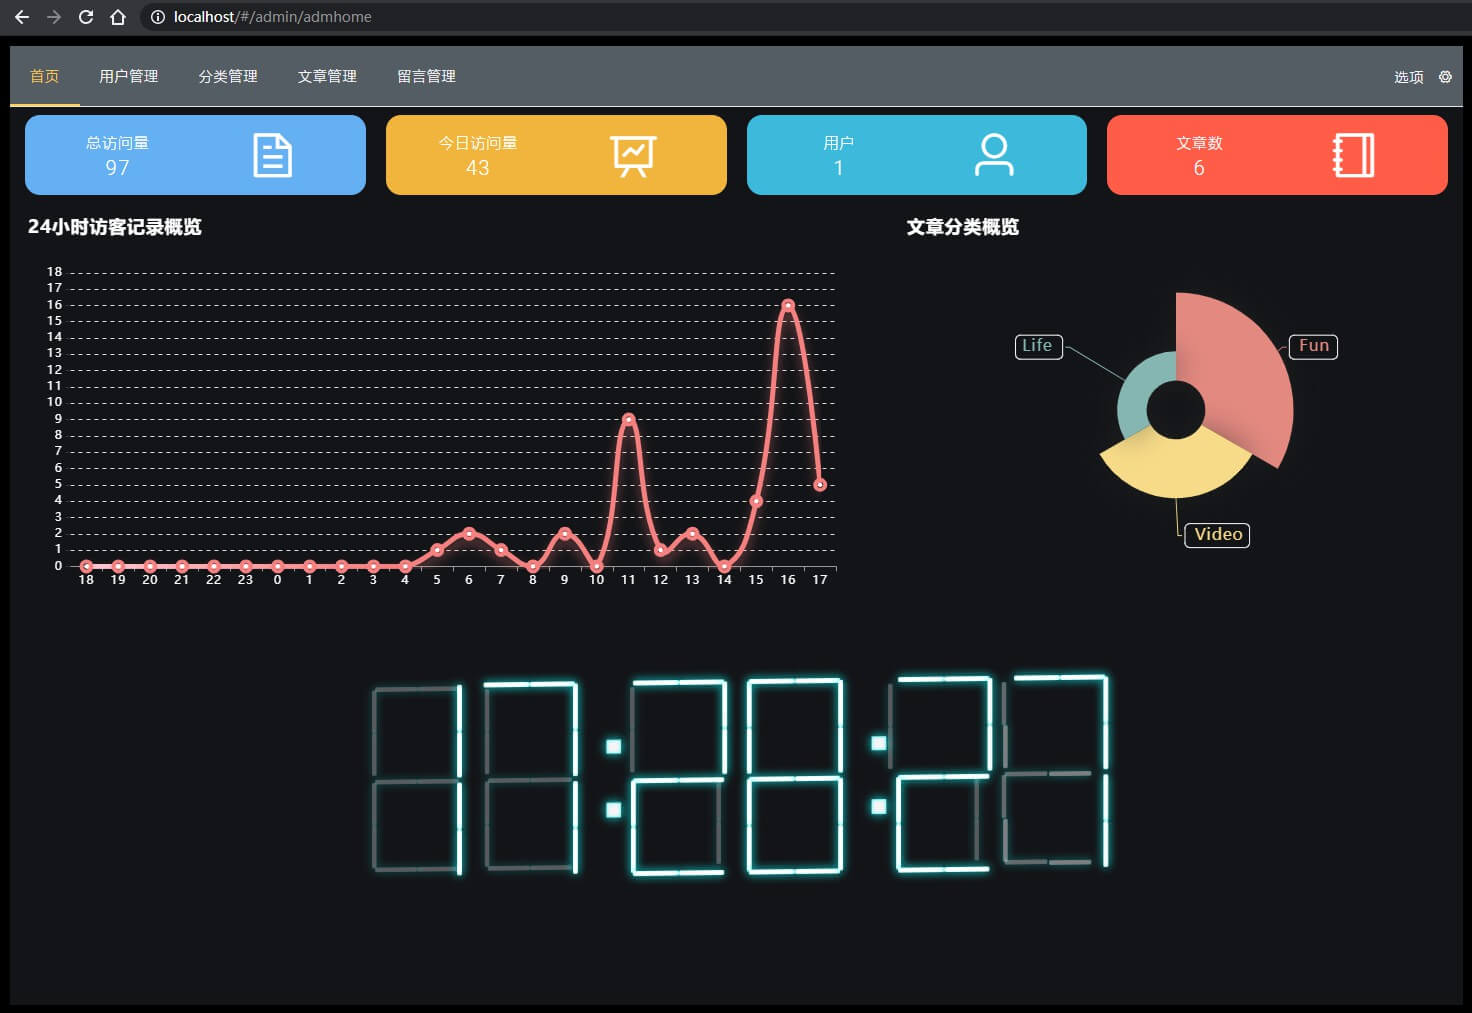 localhost/#/admin/admhome
首页 用户管理 分类管理 文章管理 留言管理 选项
总访问量
97
今日访问量
43
用户
1
文章数
6
24小时访客记录概览
18
17
16
15
14
13
12
11
10
9
8
7
6
5
4
3
2
1
0
18 19 20 21 22 23 0 1 2 3 4 5 6 7 8 9 10 11 12 13 14 15 16 17
文章分类概览
Life
Fun
Video
17:28:27